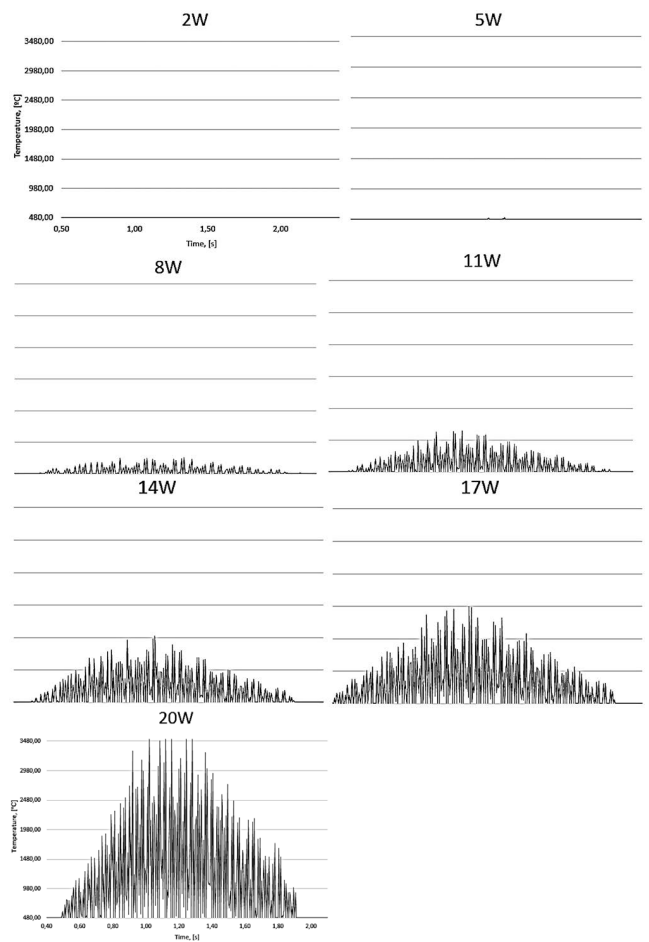 2W
5W
3480,00
2980,00
2480,00
1980,00
1480,00
980,00
480,00
Temperature, [ºC]
0,50
1,00
1,50
2,00
Time, [s]
8W
11W
14W
17W
20W
3480,00
2980,00
2480,00
1980,00
1480,00
980,00
480,00
Temperature, [ºC]
0,40
0,60
0,80
1,00
1,20
1,40
1,60
1,80
2,00
Time, [s]